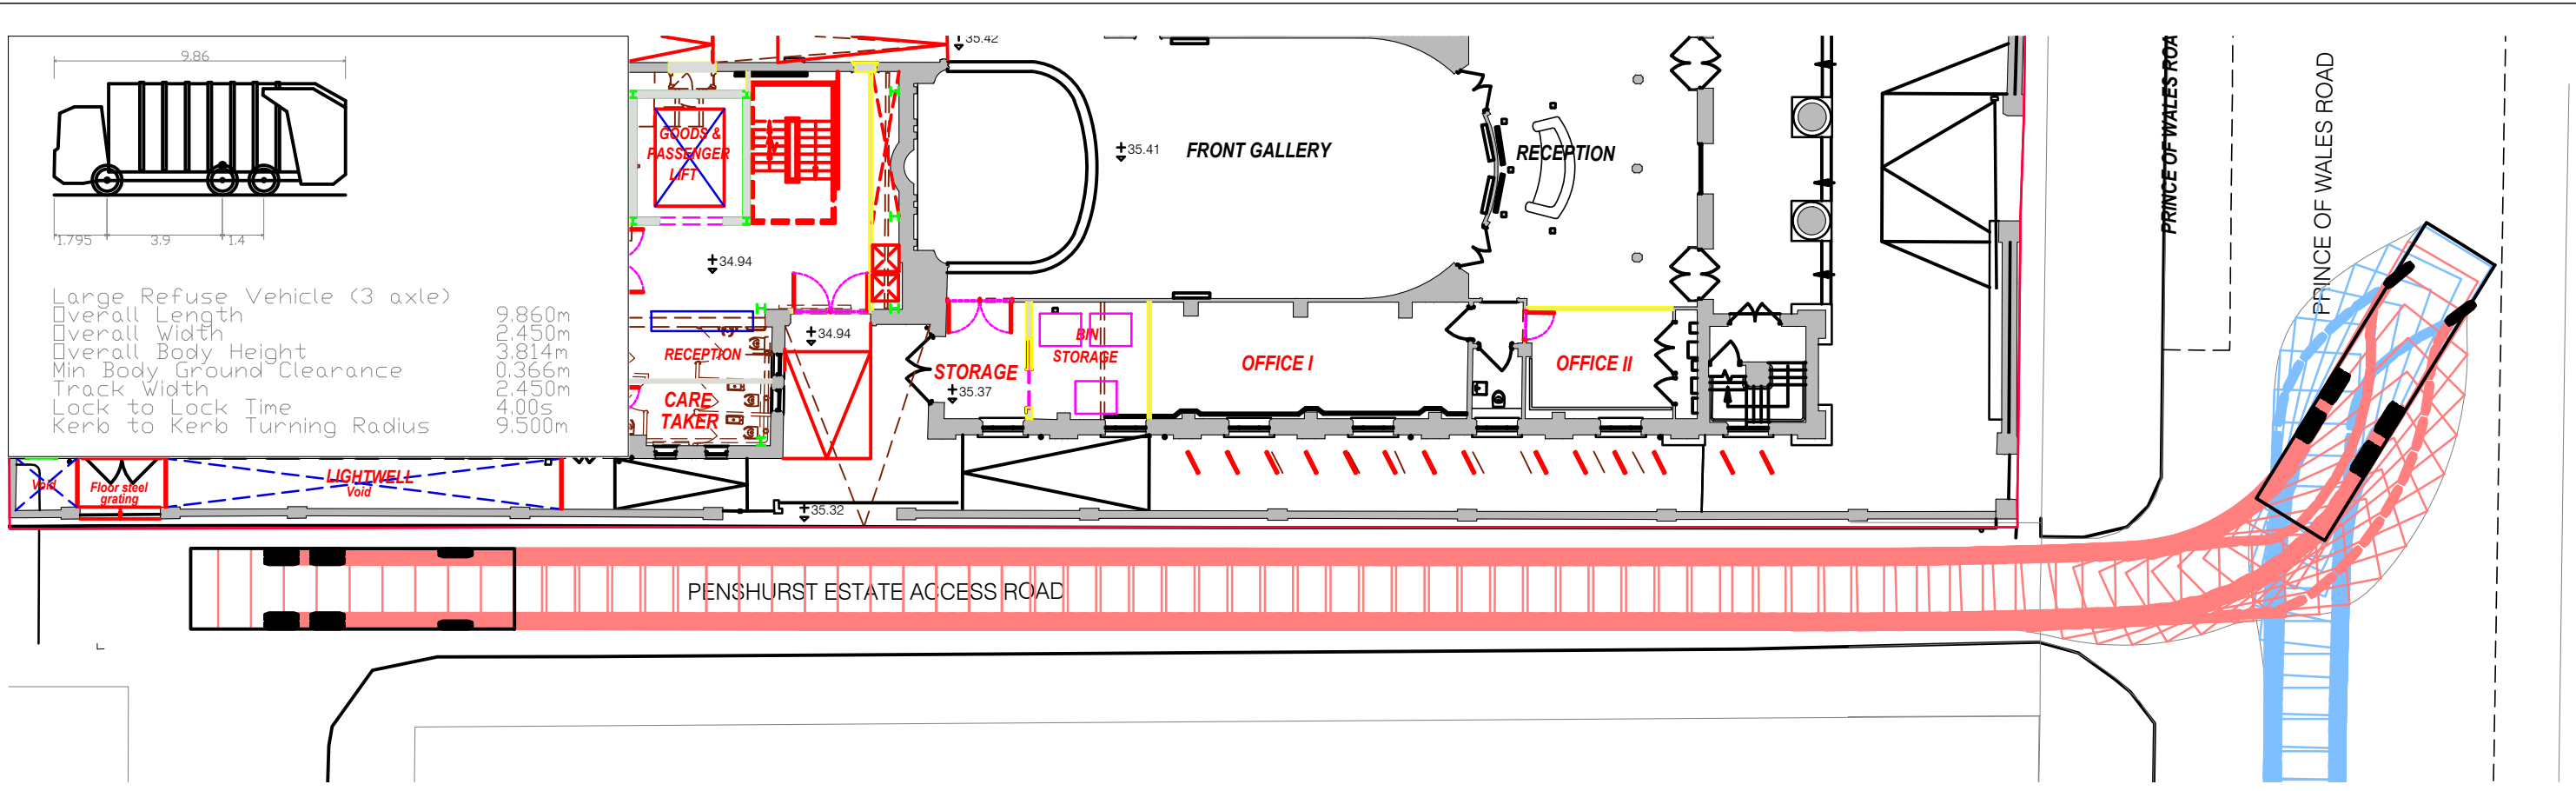 9.86
1.795
3.9
1.4
Large Refuse Vehicle (3 axle)
Overall Length 9.860m
Overall Width 2.450m
Overall Body Height 3.814m
Min Body Ground Clearance 0.366m
Track Width 2.450m
Lock to Lock Time 4.00s
Kerb to Kerb Turning Radius 9.500m
35.42
GOODS &
PASSENGER
LIFT
34.94
35.41
FRONT GALLERY
RECEPTION
34.94
RECEPTION
CARE
TAKER
STORAGE
35.37
BIN
STORAGE
OFFICE I
OFFICE II
Void
Floor steel
grating
LIGHTWELL
Void
35.32
PENSHURST ESTATE ACCESS ROAD
PRINCE OF WALES ROA
PRINCE OF WALES ROAD